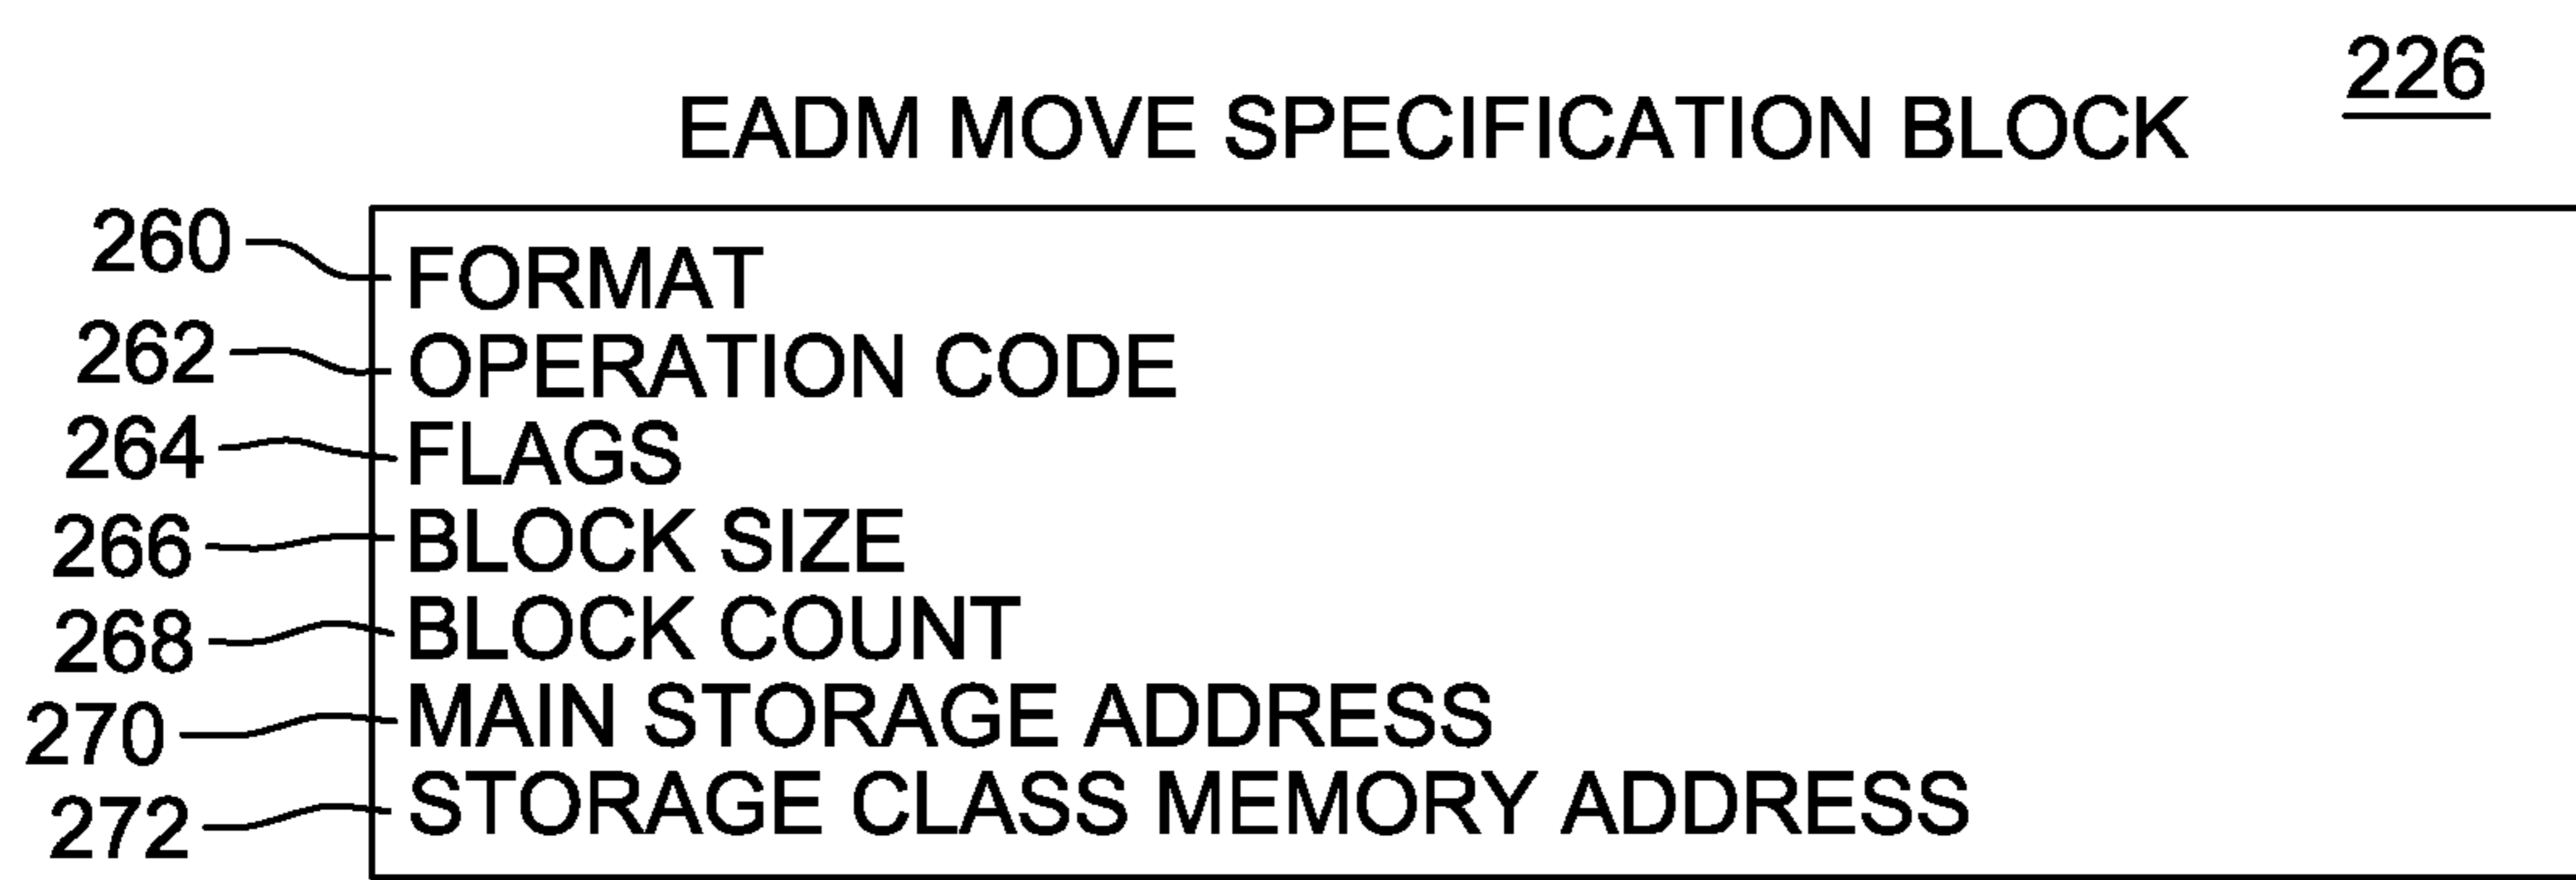 226
EADM MOVE SPECIFICATION BLOCK
260 FORMAT
262 OPERATION CODE
264 FLAGS
266 BLOCK SIZE
268 BLOCK COUNT
270 MAIN STORAGE ADDRESS
272 STORAGE CLASS MEMORY ADDRESS